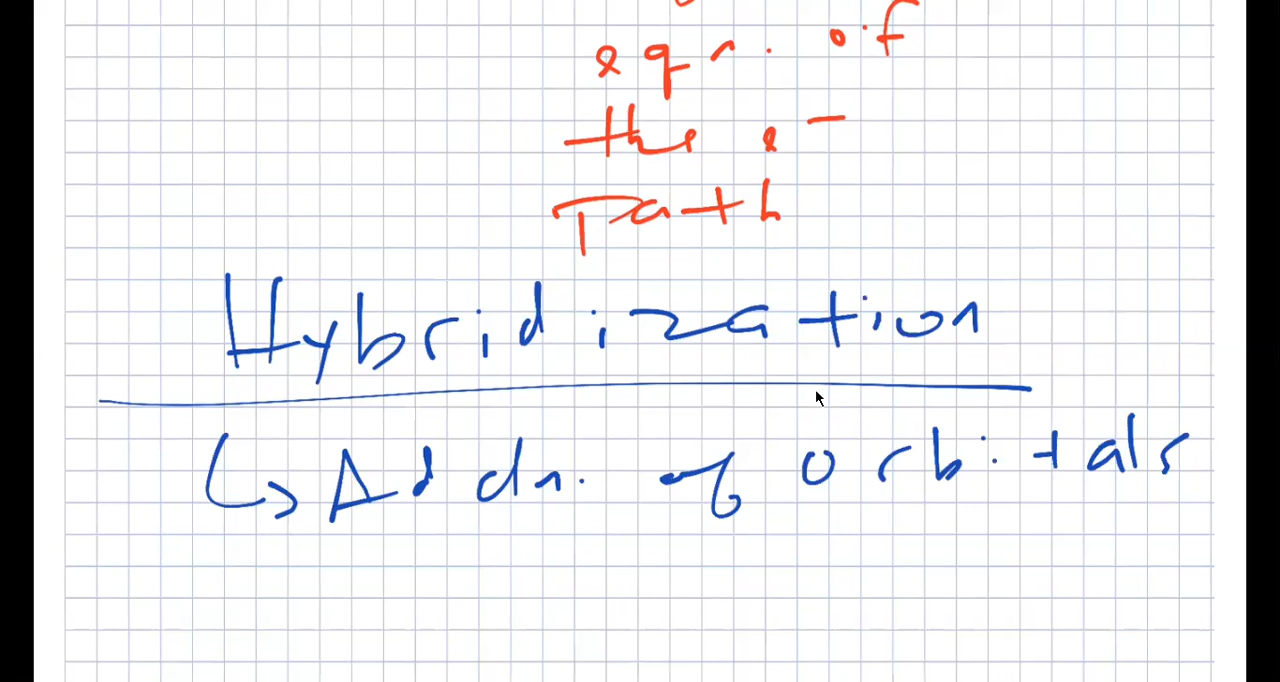 eqn. of
the e-
Path
Hybridization
↳ Addn. of orbitals